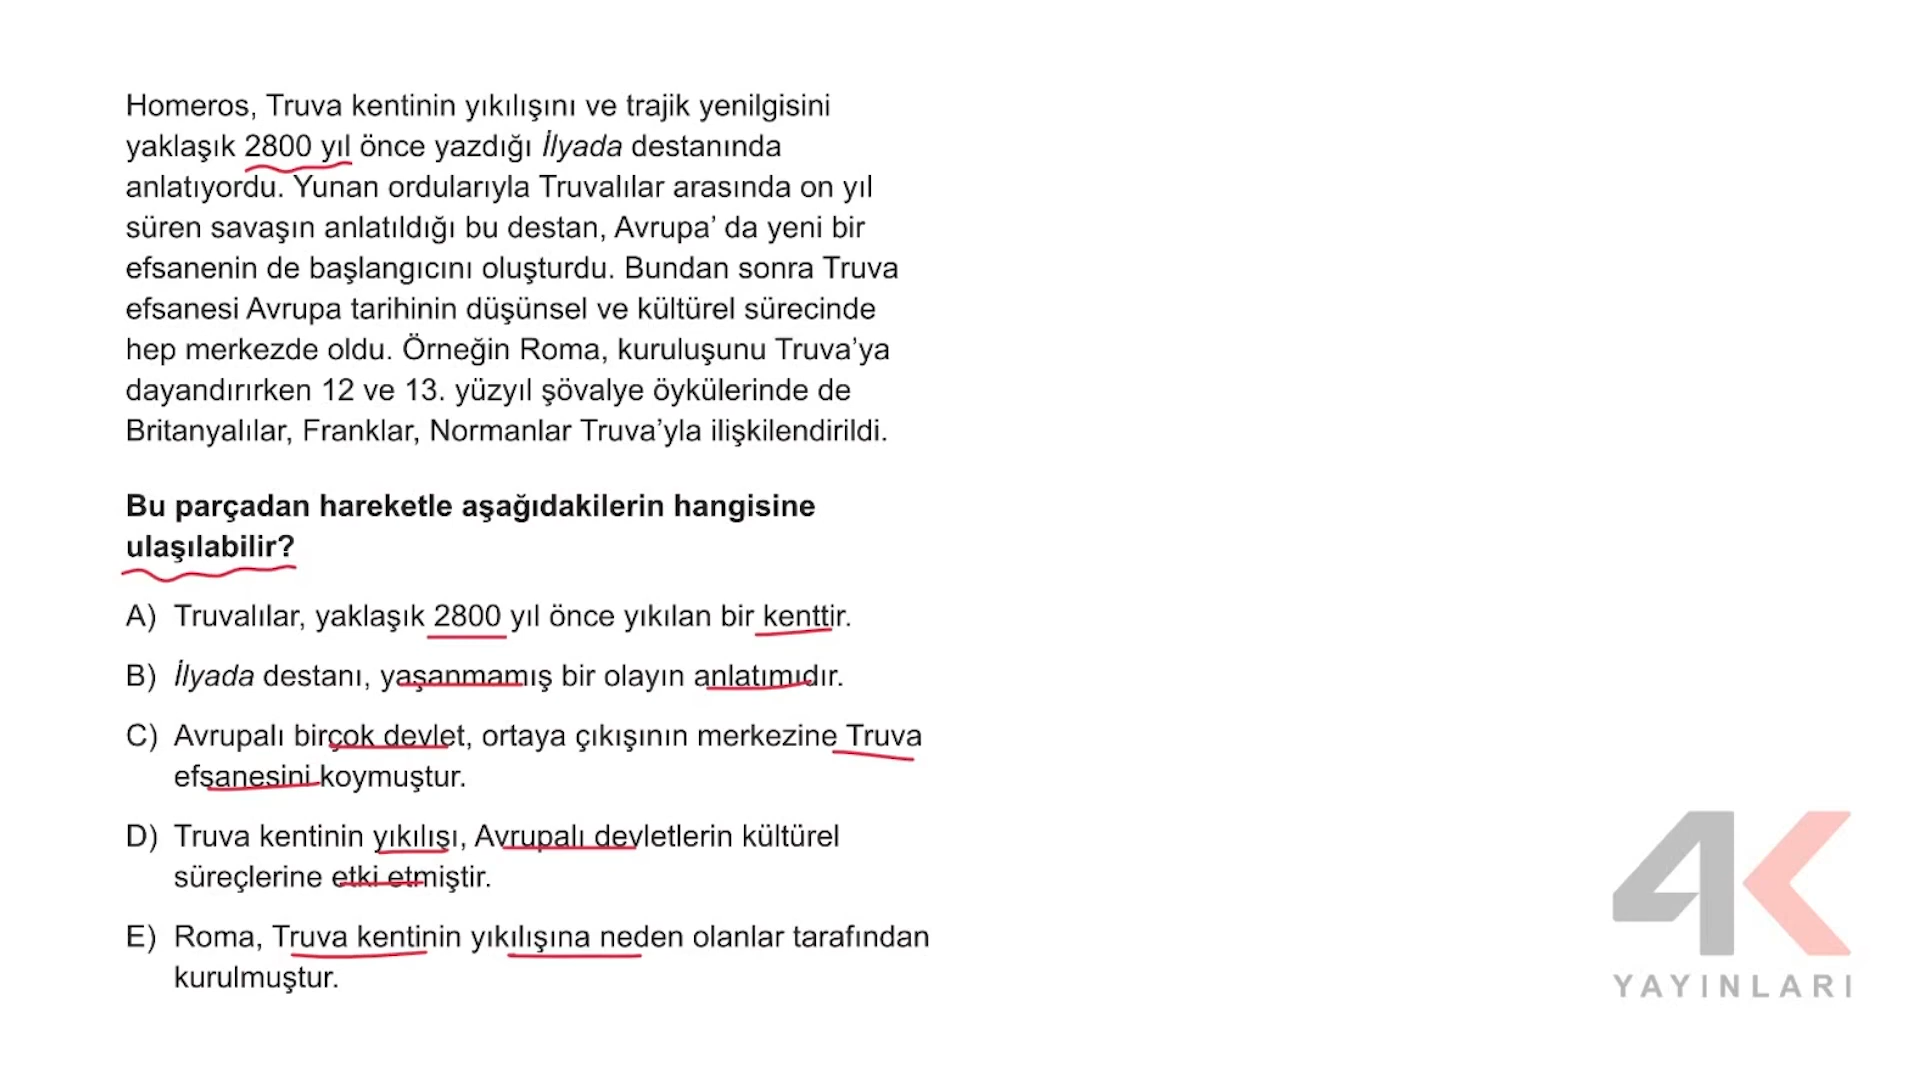 Homeros, Truva kentinin yıkılışını ve trajik yenilgisini
yaklaşık 2800 yıl önce yazdığı İlyada destanında
anlatıyordu. Yunan ordularıyla Truvalılar arasında on yıl
süren savaşın anlatıldığı bu destan, Avrupa’ da yeni bir
efsanenin de başlangıcını oluşturdu. Bundan sonra Truva
efsanesi Avrupa tarihinin düşünsel ve kültürel sürecinde
hep merkezde oldu. Örneğin Roma, kuruluşunu Truva’ya
dayandırırken 12 ve 13. yüzyıl şövalye öykülerinde de
Britanyalılar, Franklar, Normanlar Truva’yla ilişkilendirildi.
Bu parçadan hareketle aşağıdakilerin hangisine
ulaşılabilir?
A) Truvalılar, yaklaşık 2800 yıl önce yıkılan bir kenttir.
B) İlyada destanı, yaşanmamış bir olayın anlatımıdır.
C) Avrupalı birçok devlet, ortaya çıkışının merkezine Truva
efsanesini koymuştur.
D) Truva kentinin yıkılışı, Avrupalı devletlerin kültürel
süreçlerine etki etmiştir.
E) Roma, Truva kentinin yıkılışına neden olanlar tarafından
kurulmuştur.
4K
YAYINLARI